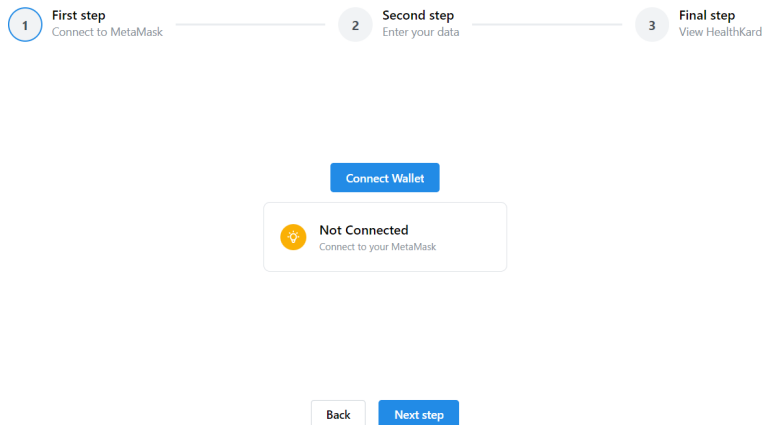 1
First step
Connect to MetaMask
2
Second step
Enter your data
3
Final step
View HealthKard
Connect Wallet
Not Connected
Connect to your MetaMask
Back
Next step